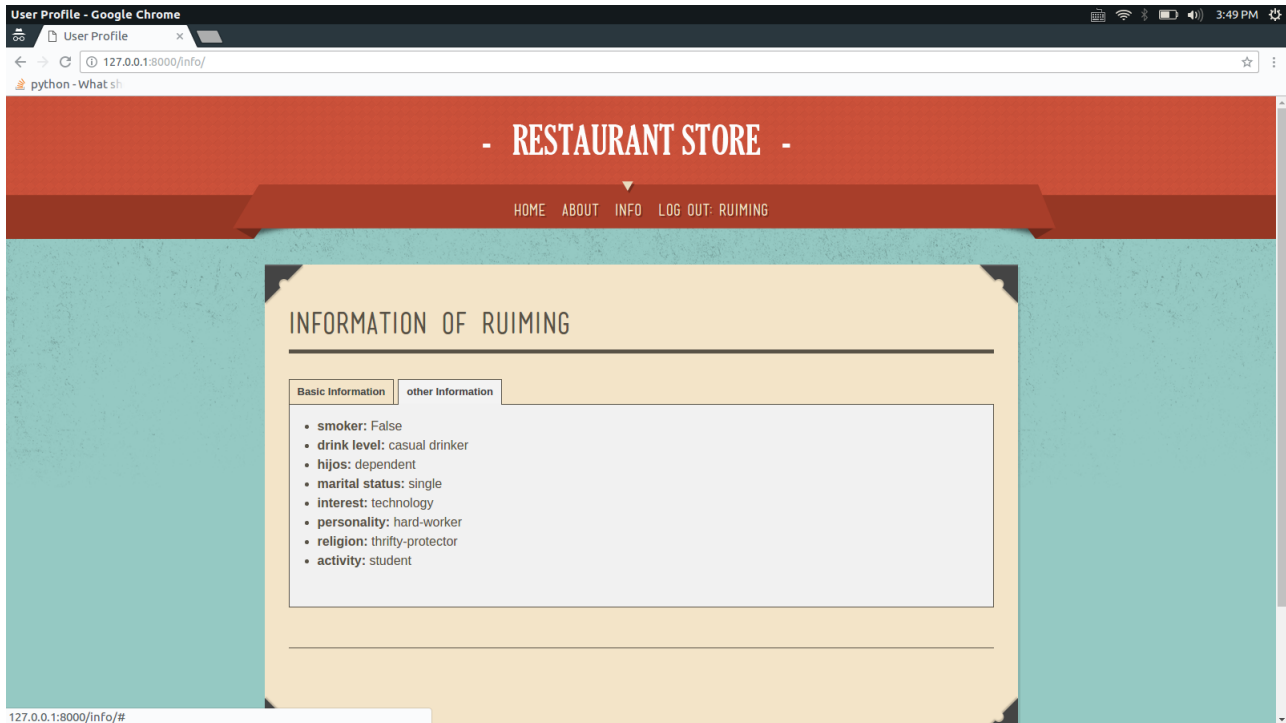 User Profile - Google Chrome
3:49 PM
User Profile
127.0.0.1:8000/info/
python - What sh
- RESTAURANT STORE -
HOME ABOUT INFO LOG OUT: RUIMING
INFORMATION OF RUIMING
Basic Information other Information
• smoker: False
• drink level: casual drinker
• hijos: dependent
• marital status: single
• interest: technology
• personality: hard-worker
• religion: thrifty-protector
• activity: student
127.0.0.1:8000/info/#